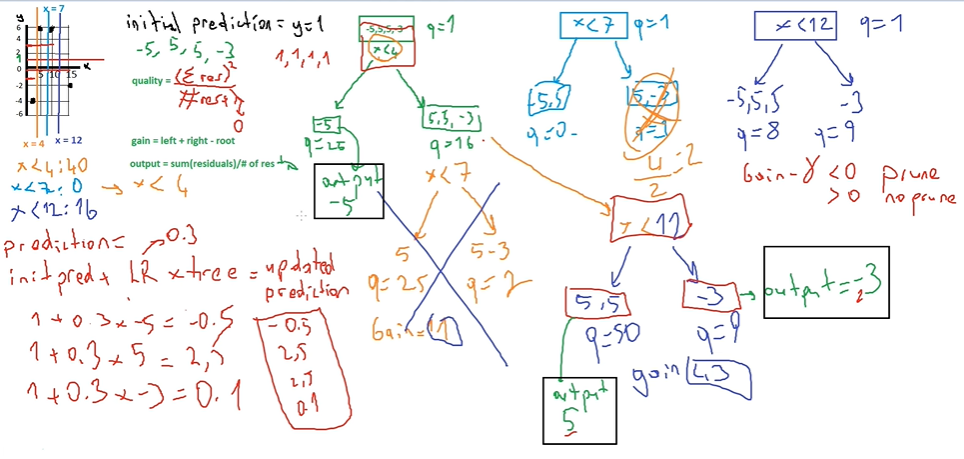 x = 7
y
6
4
2
1
-2
-4
-6
5 10 15
x
x = 4
x = 12
initial prediction = y=1
-5, 5, 5, -3
1,1,1,1
quality = (Σ res)²
# res + λ
0
gain = left + right - root
output = sum(residuals)/# of res + λ
x<4: 40
x<7: 0 → x<4
x<12: 16
prediction=
0.3
init pred + LR x tree = updated prediction
1 + 0.3 x -5 = -0.5
1 + 0.3 x 5 = 2,5
1 + 0.3 x -3 = 0.1
-0.5
2,5
2,5
0.1
-5,5,5,-3
q=1
x<4
-5
q=25
5,5,-3
q=16
output
-5
x<7
5
5-3
q=25
q=2
Gain=11
x<7
q=1
-5,5
q=0
5,-3
4 = 2
2
x<11
5,5
q=50
-3
q=9
gain 43
output
5
output=-3
x<12
q=1
-5,5,5
-3
q=8
q=9
Gain-γ <0 prune
>0 no prune